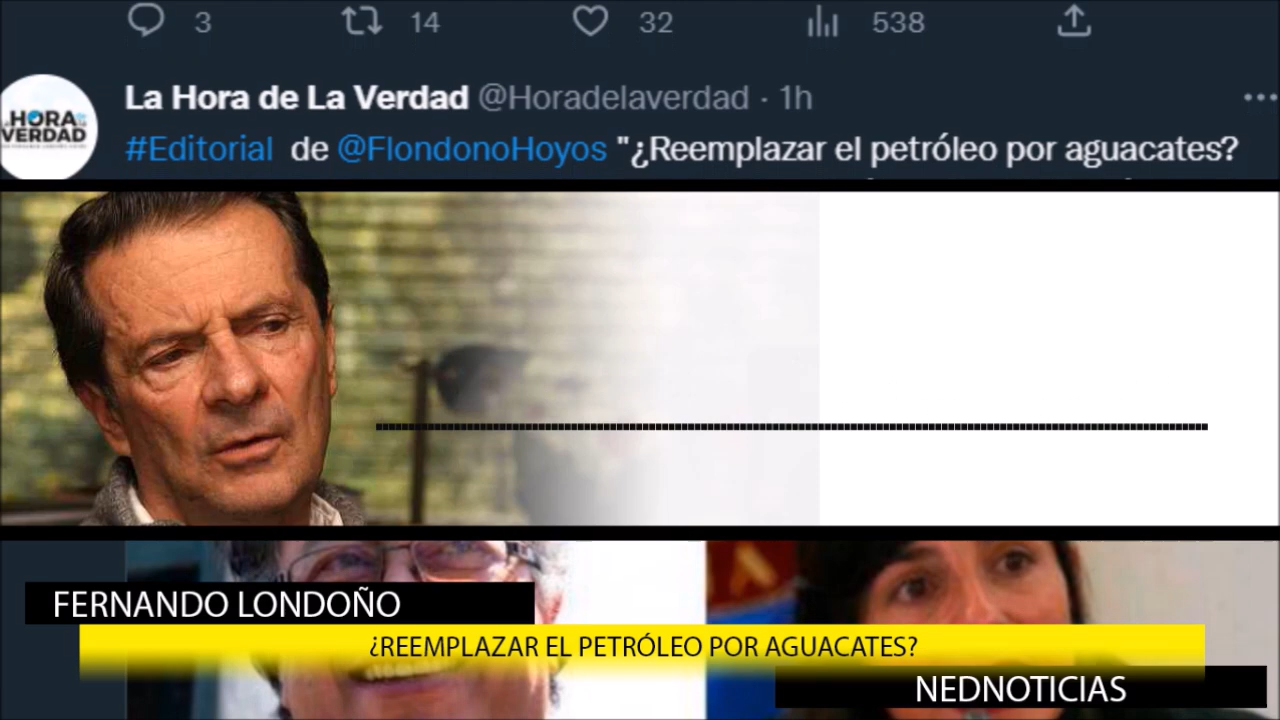 3 14 32 538
La Hora de La Verdad @Horadelaverdad · 1h
HORA
VERDAD
#Editorial de @FlondonoHoyos "¿Reemplazar el petróleo por aguacates?
FERNANDO LONDOÑO
¿REEMPLAZAR EL PETRÓLEO POR AGUACATES?
NEDNOTICIAS